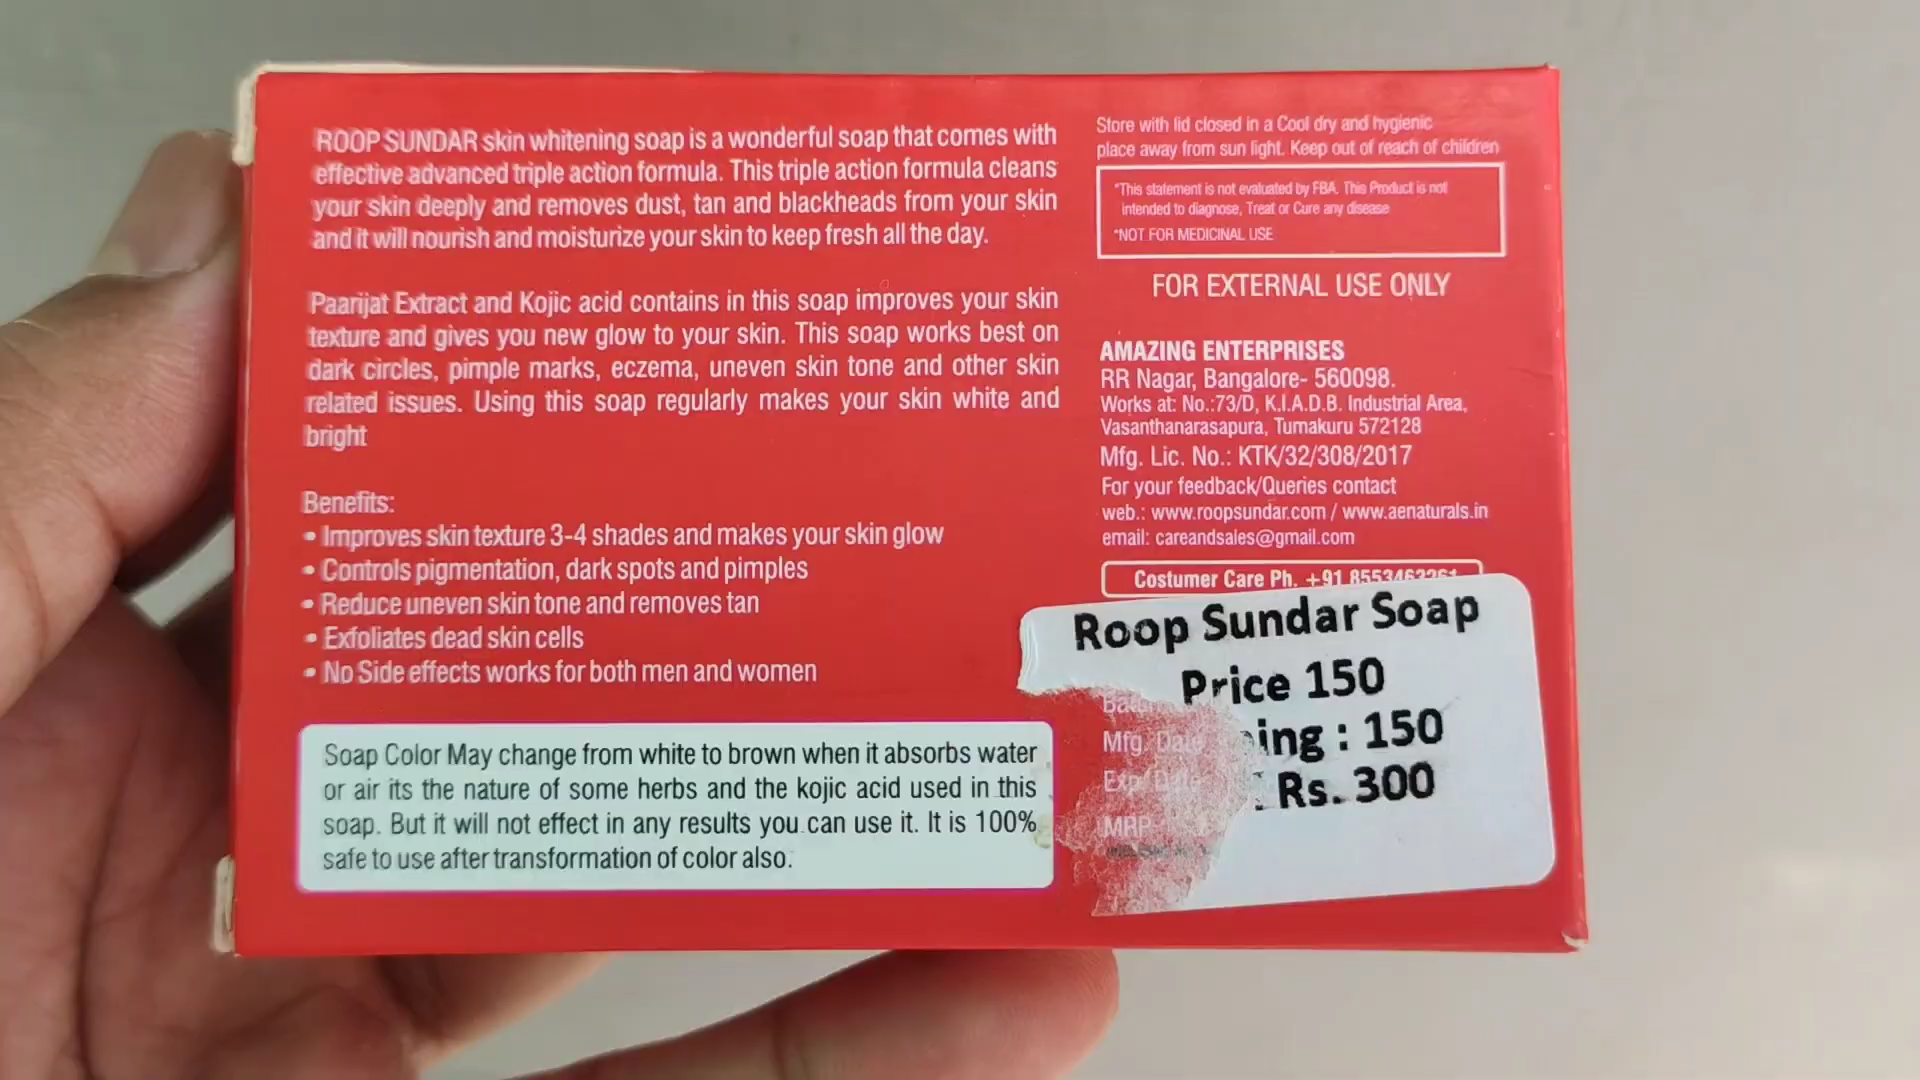 ROOP SUNDAR skin whitening soap is a wonderful soap that comes with
effective advanced triple action formula. This triple action formula cleans
your skin deeply and removes dust, tan and blackheads from your skin
and it will nourish and moisturize your skin to keep fresh all the day.
Paarijat Extract and Kojic acid contains in this soap improves your skin
texture and gives you new glow to your skin. This soap works best on
dark circles, pimple marks, eczema, uneven skin tone and other skin
related issues. Using this soap regularly makes your skin white and
bright
Benefits:
• Improves skin texture 3-4 shades and makes your skin glow
• Controls pigmentation, dark spots and pimples
• Reduce uneven skin tone and removes tan
• Exfoliates dead skin cells
• No Side effects works for both men and women
Soap Color May change from white to brown when it absorbs water
or air its the nature of some herbs and the kojic acid used in this
soap. But it will not effect in any results you can use it. It is 100%
safe to use after transformation of color also.
Store with lid closed in a Cool dry and hygienic
place away from sun light. Keep out of reach of children
*This statement is not evaluated by FBA. This Product is not
intended to diagnose, Treat or Cure any disease
*NOT FOR MEDICINAL USE
FOR EXTERNAL USE ONLY
AMAZING ENTERPRISES
RR Nagar, Bangalore- 560098.
Works at: No.:73/D, K.I.A.D.B. Industrial Area,
Vasanthanarasapura, Tumakuru 572128
Mfg. Lic. No.: KTK/32/308/2017
For your feedback/Queries contact
web.: www.roopsundar.com / www.aenaturals.in
email: careandsales@gmail.com
Costumer Care Ph. +91
Roop Sundar Soap
Price 150
ing : 150
Rs. 300
Mfg. Date
Exp. Date
MRP